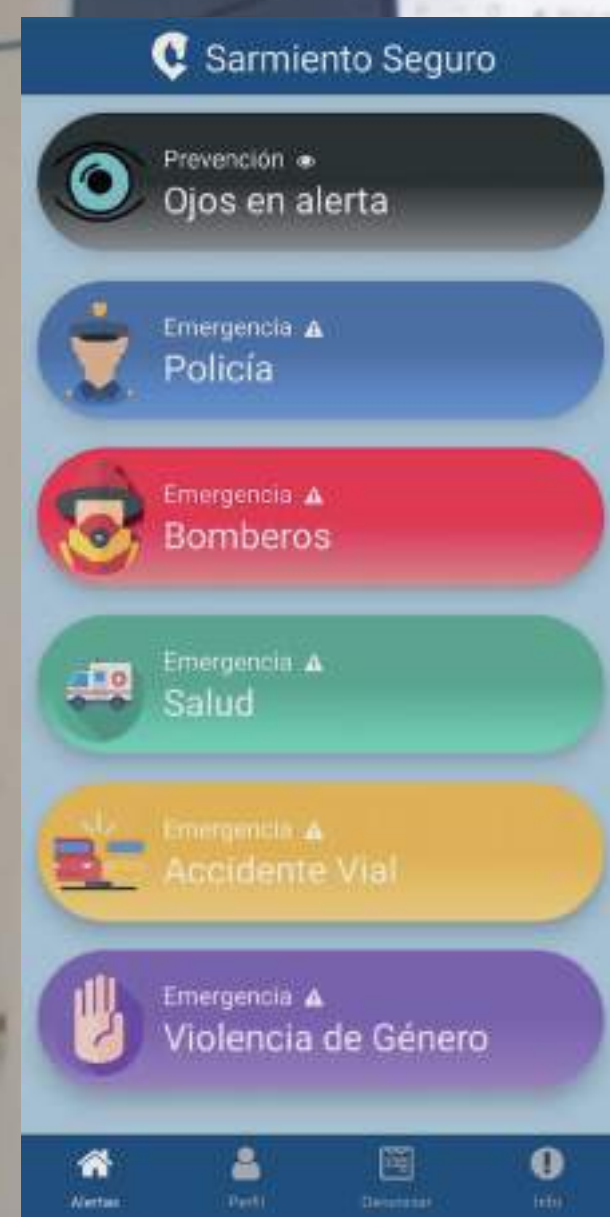 Sarmiento Seguro
Prevención
Ojos en alerta
Emergencia
Policía
Emergencia
Bomberos
Emergencia
Salud
Emergencia
Accidente Vial
Emergencia
Violencia de Género
Alertas
Perfil
Denunciar
Info